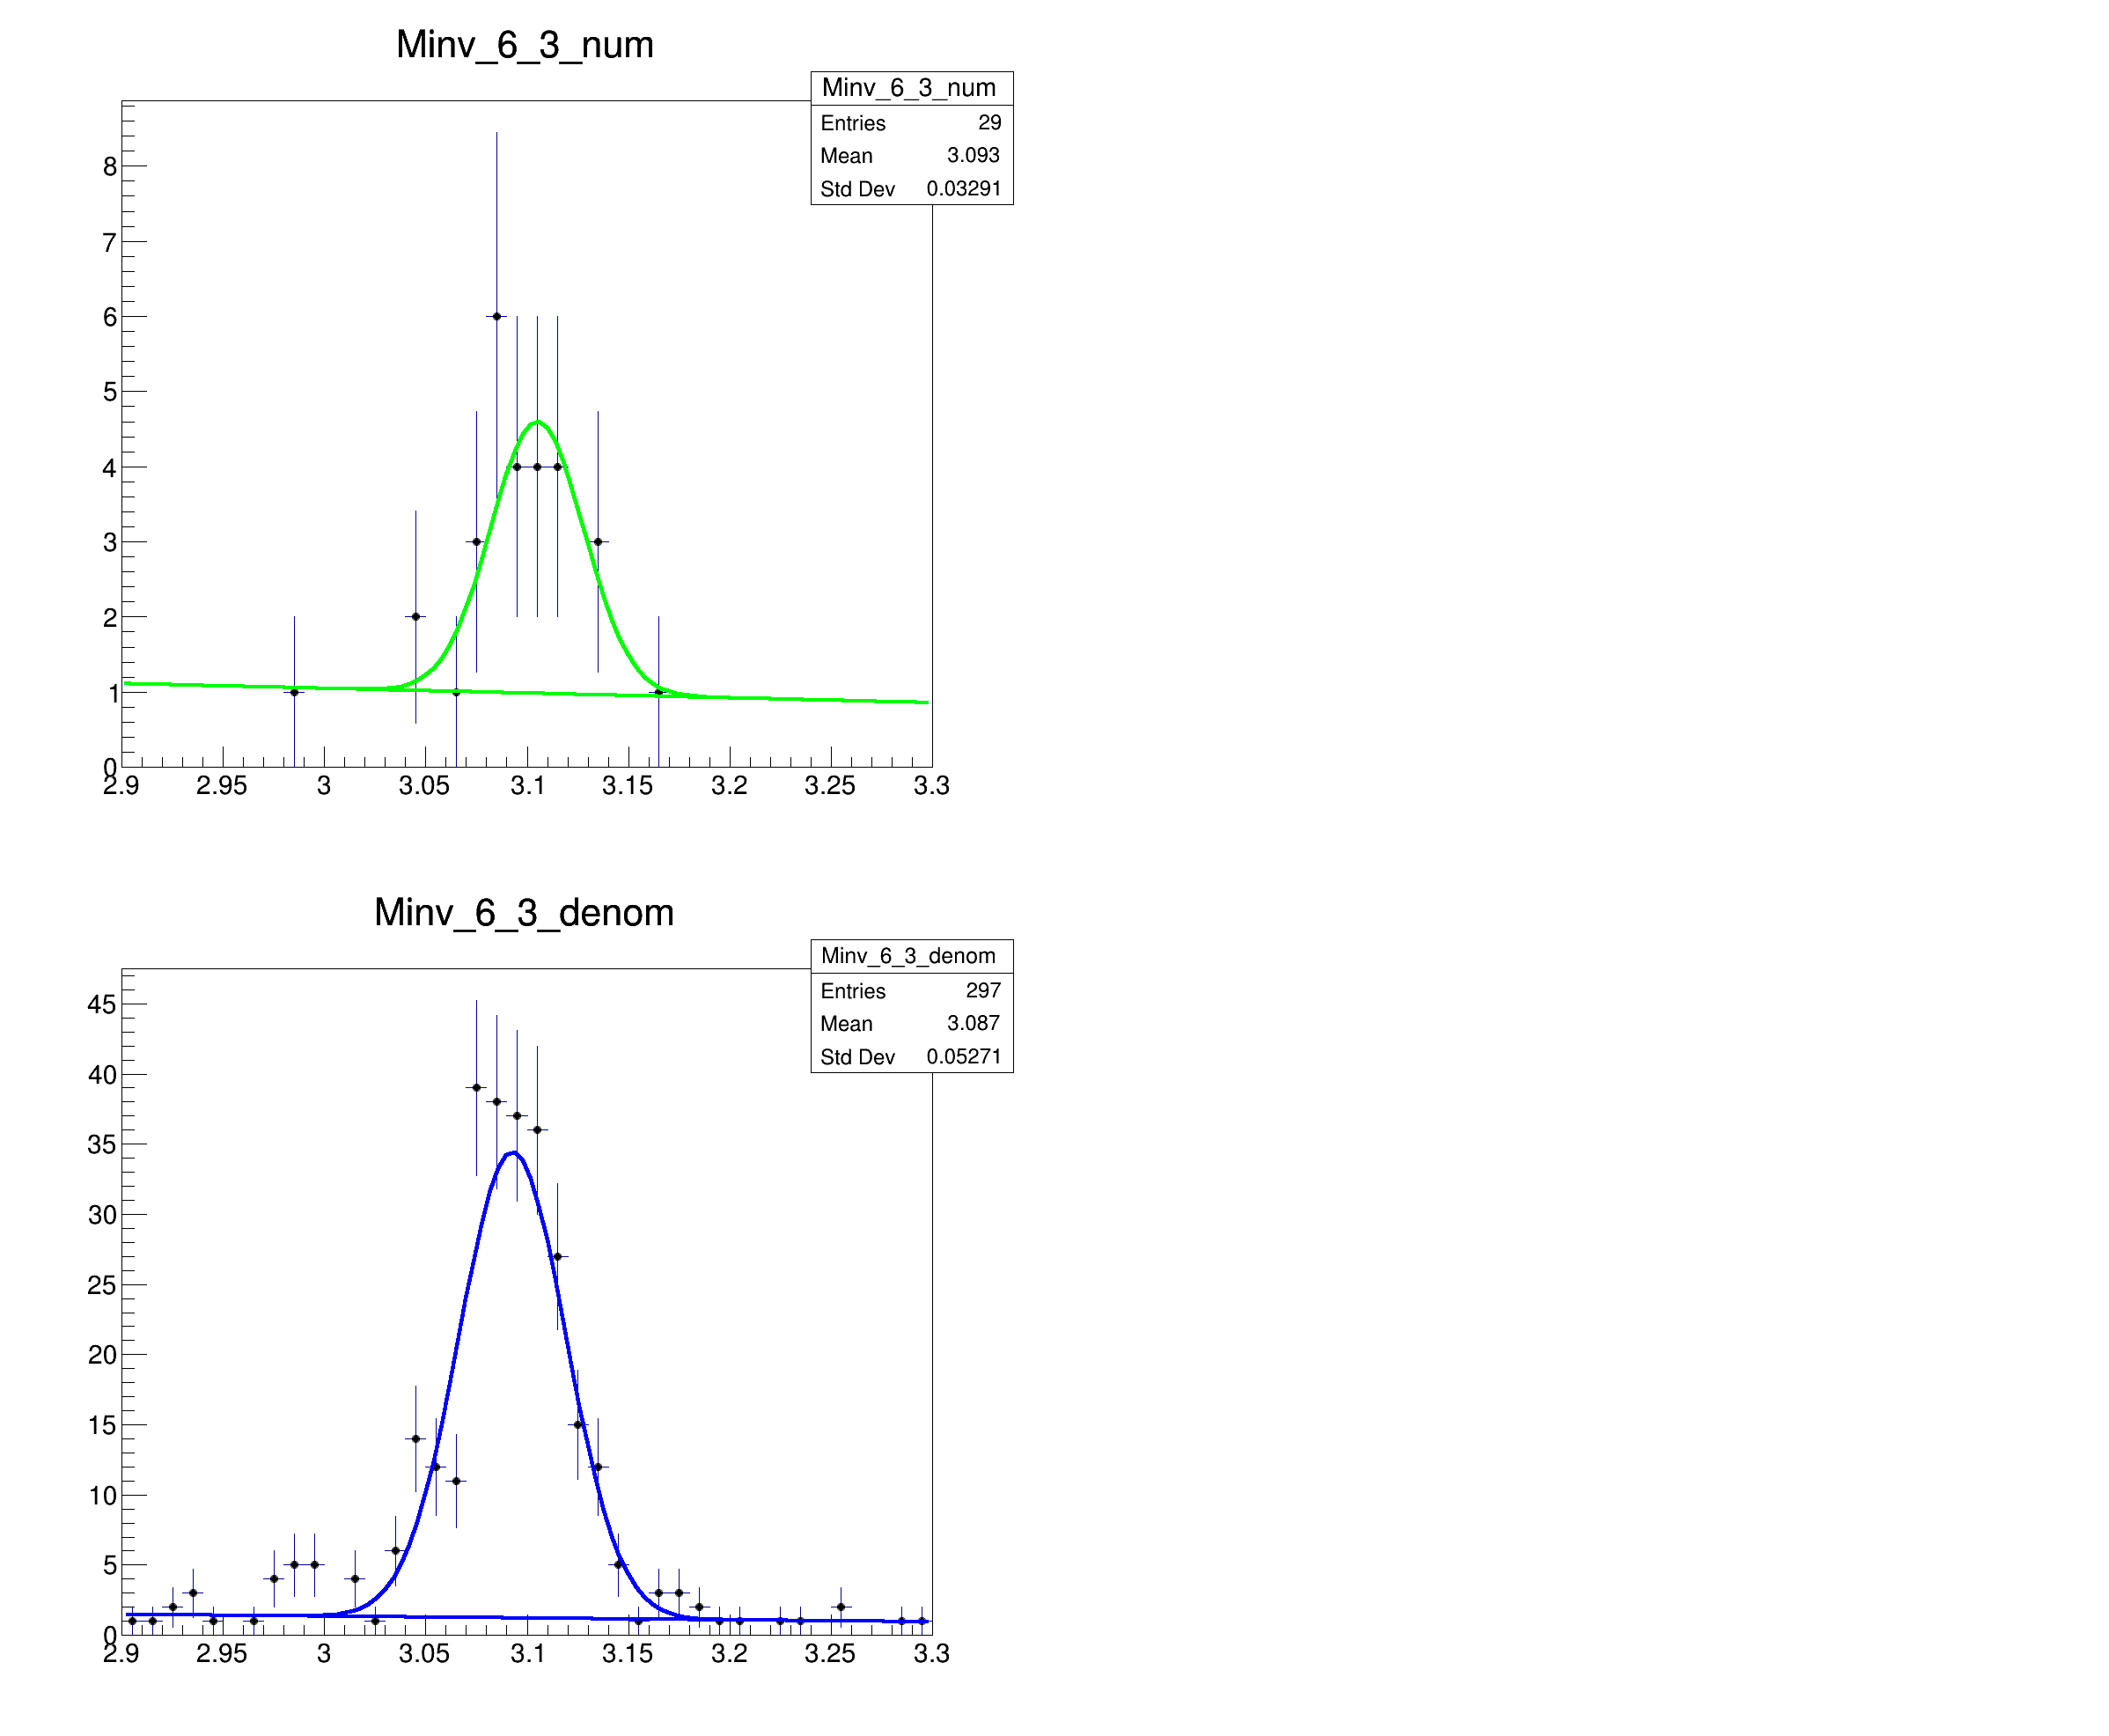 Minv_6_3_num
Minv_6_3_num
Entries 29
Mean 3.093
Std Dev 0.03291
8
7
6
5
4
3
2
1
0
2.9 2.95 3 3.05 3.1 3.15 3.2 3.25 3.3
Minv_6_3_denom
Minv_6_3_denom
Entries 297
Mean 3.087
Std Dev 0.05271
45
40
35
30
25
20
15
10
5
0
2.9 2.95 3 3.05 3.1 3.15 3.2 3.25 3.3